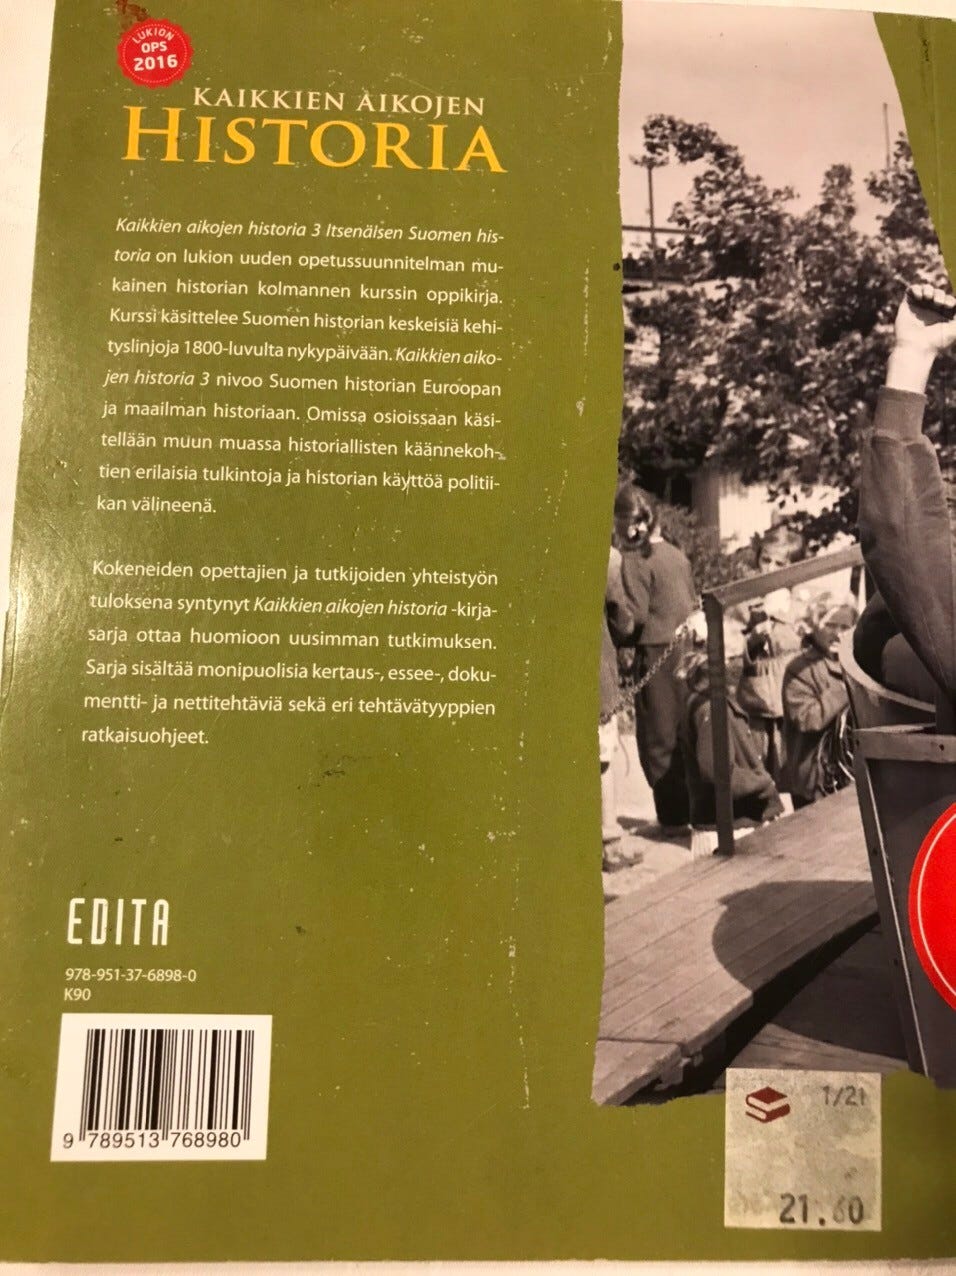 LUKION
OPS
2016
KAIKKIEN AIKOJEN
HISTORIA
Kaikkien aikojen historia 3 Itsenäisen Suomen his-
toria on lukion uuden opetussuunnitelman mu-
kainen historian kolmannen kurssin oppikirja.
Kurssi käsittelee Suomen historian keskeisiä kehi-
tyslinjoja 1800-luvulta nykypäivään. Kaikkien aiko-
jen historia 3 nivoo Suomen historian Euroopan
ja maailman historiaan. Omissa osioissaan käsi-
tellään muun muassa historiallisten käännekoh-
tien erilaisia tulkintoja ja historian käyttöä politii-
kan välineenä.
Kokeneiden opettajien ja tutkijoiden yhteistyön
tuloksena syntynyt Kaikkien aikojen historia -kirja-
sarja ottaa huomioon uusimman tutkimuksen.
Sarja sisältää monipuolisia kertaus-, essee-, doku-
mentti- ja nettitehtäviä sekä eri tehtävätyyppien
ratkaisuohjeet.
EDITA
978-951-37-6898-0
K90
9 789513 768980
1/21
21.60